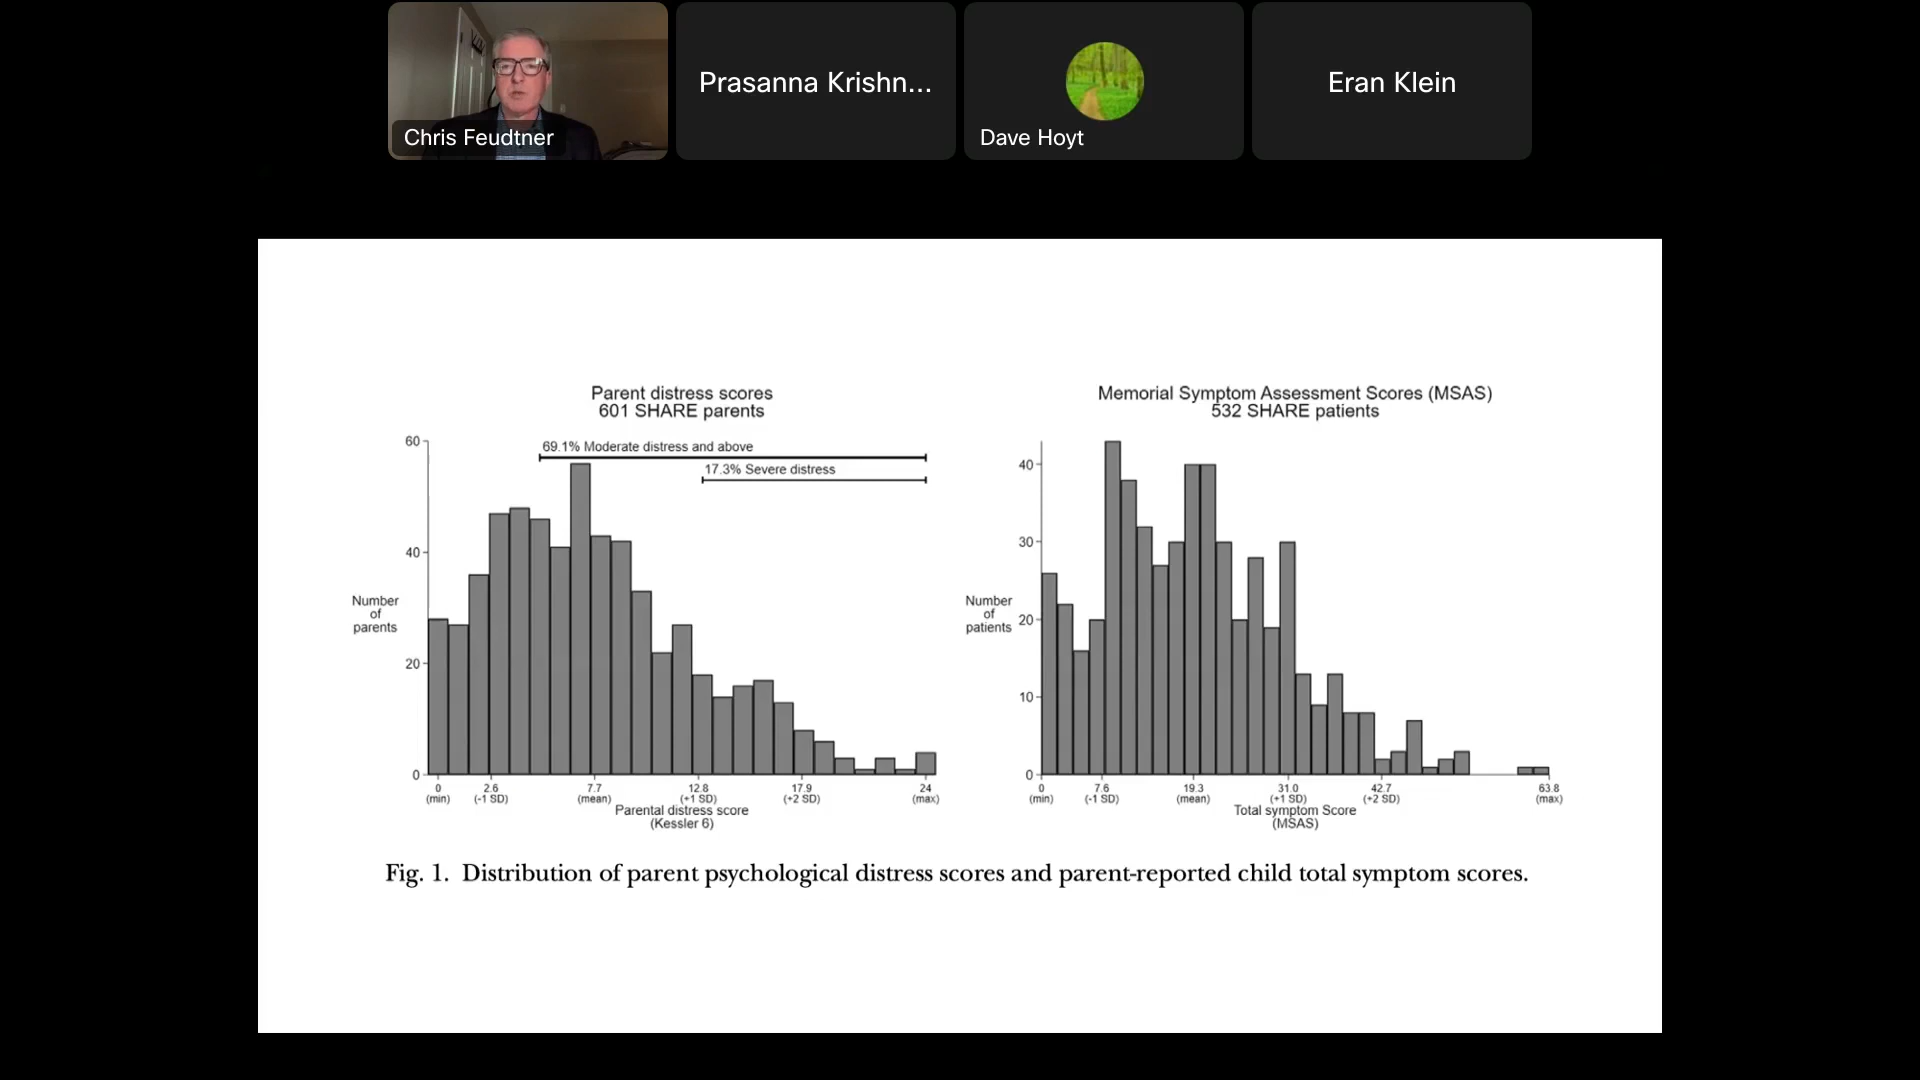 Chris Feudtner
Prasanna Krishn...
Dave Hoyt
Eran Klein
Parent distress scores
601 SHARE parents
69.1% Moderate distress and above
17.3% Severe distress
60
40
20
0
Number
of
parents
0
(min)
2.6
(-1 SD)
7.7
(mean)
12.8
(+1 SD)
17.9
(+2 SD)
24
(max)
Parental distress score
(Kessler 6)
Memorial Symptom Assessment Scores (MSAS)
532 SHARE patients
40
30
20
10
0
Number
of
patients
0
(min)
7.6
(-1 SD)
19.3
(mean)
31.0
(+1 SD)
42.7
(+2 SD)
63.8
(max)
Total symptom Score
(MSAS)
Fig. 1. Distribution of parent psychological distress scores and parent-reported child total symptom scores.